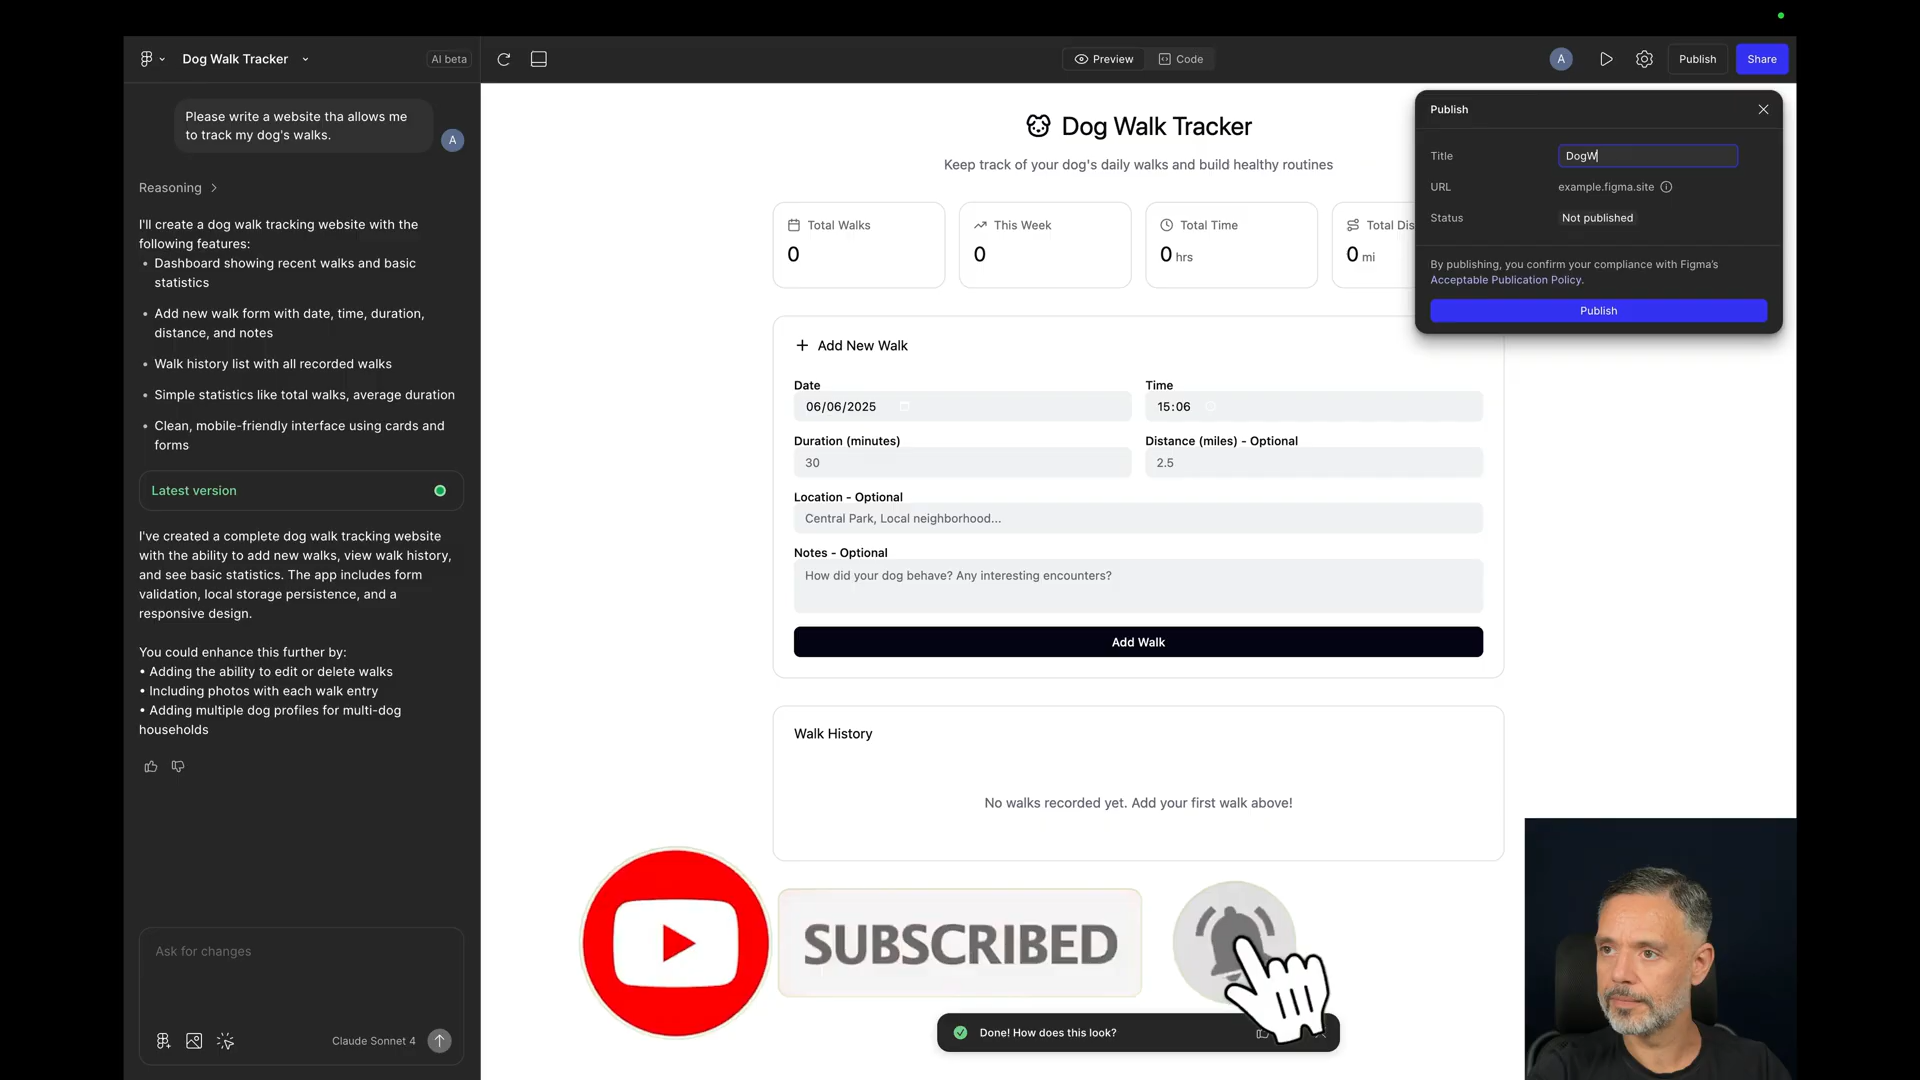 Dog Walk Tracker
AI beta
Preview
Code
A
Publish
Share
Please write a website tha allows me
to track my dog's walks.
A
Reasoning
I'll create a dog walk tracking website with the
following features:
• Dashboard showing recent walks and basic
statistics
• Add new walk form with date, time, duration,
distance, and notes
• Walk history list with all recorded walks
• Simple statistics like total walks, average duration
• Clean, mobile-friendly interface using cards and
forms
Latest version
I've created a complete dog walk tracking website
with the ability to add new walks, view walk history,
and see basic statistics. The app includes form
validation, local storage persistence, and a
responsive design.
You could enhance this further by:
• Adding the ability to edit or delete walks
• Including photos with each walk entry
• Adding multiple dog profiles for multi-dog
households
Ask for changes
Claude Sonnet 4
Dog Walk Tracker
Keep track of your dog's daily walks and build healthy routines
Total Walks
0
This Week
0
Total Time
0 hrs
Total Dis
0 mi
Add New Walk
Date
06/06/2025
Time
15:06
Duration (minutes)
30
Distance (miles) - Optional
2.5
Location - Optional
Central Park, Local neighborhood...
Notes - Optional
How did your dog behave? Any interesting encounters?
Add Walk
Walk History
No walks recorded yet. Add your first walk above!
SUBSCRIBED
Done! How does this look?
Publish
Title
DogW
URL
example.figma.site
Status
Not published
By publishing, you confirm your compliance with Figma's
Acceptable Publication Policy.
Publish